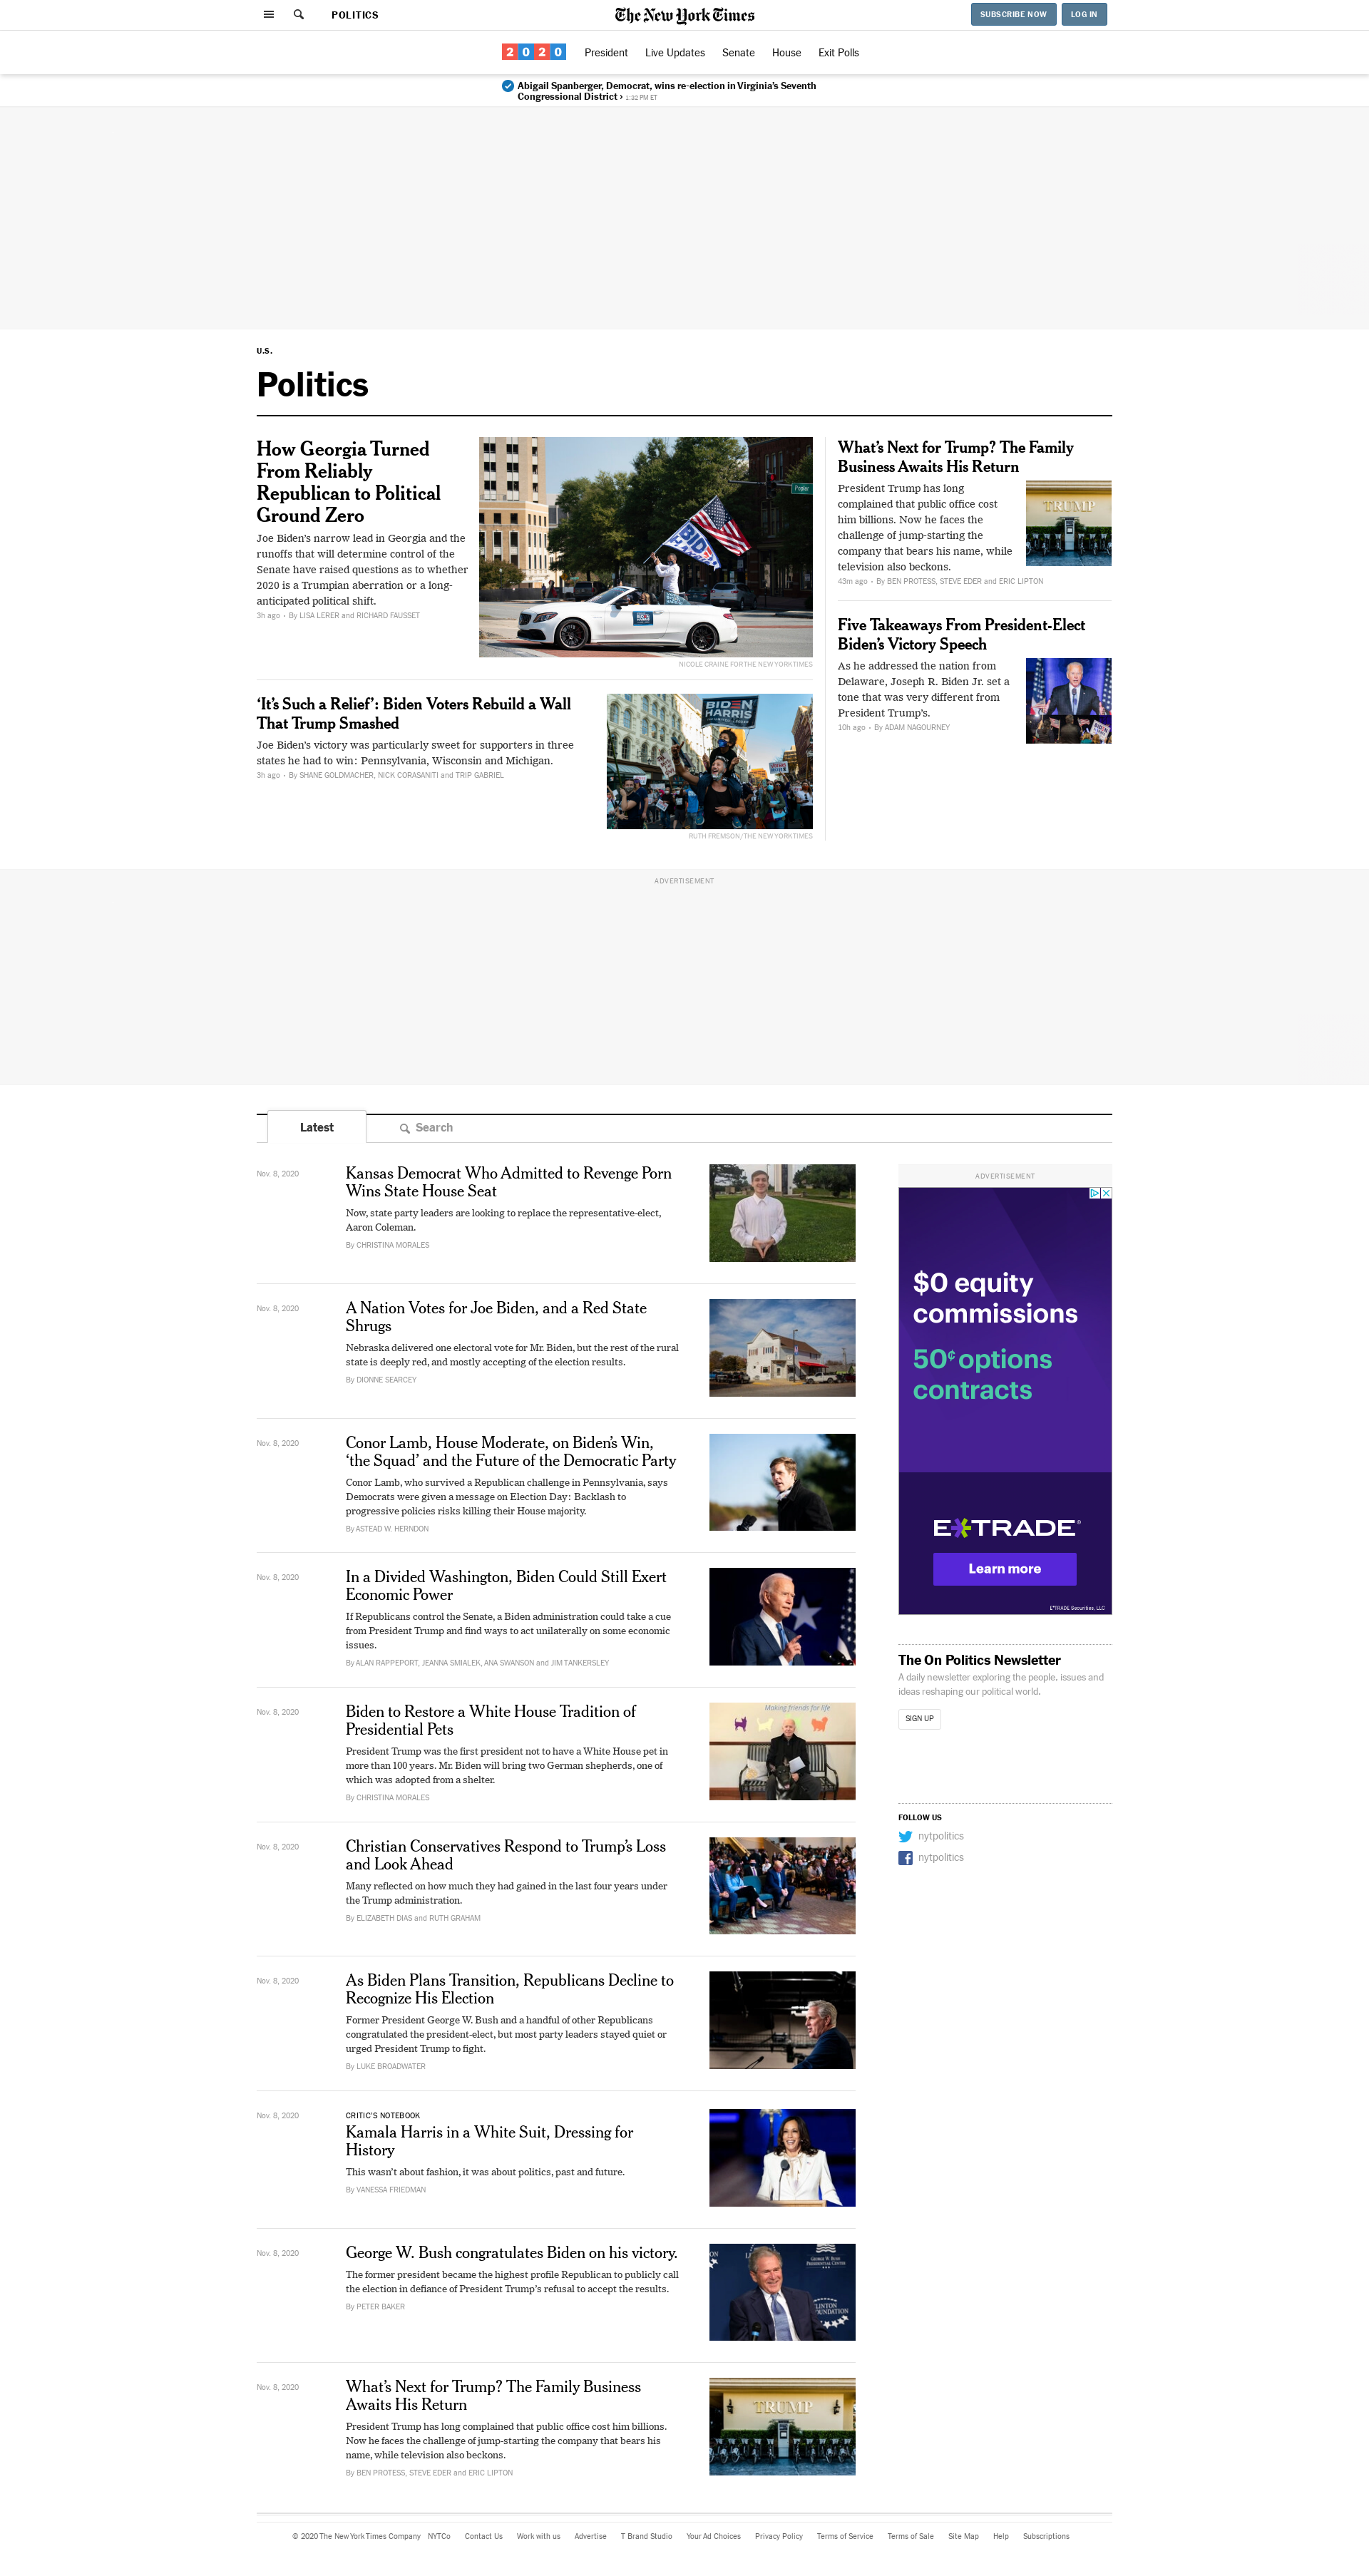 POLITICS
The New York Times
SUBSCRIBE NOW
LOG IN
2020
President
Live Updates
Senate
House
Exit Polls
Abigail Spanberger, Democrat, wins re-election in Virginia's Seventh
Congressional District › 1:32 PM ET
U.S.
Politics
How Georgia Turned
From Reliably
Republican to Political
Ground Zero
Joe Biden's narrow lead in Georgia and the
runoffs that will determine control of the
Senate have raised questions as to whether
2020 is a Trumpian aberration or a long-
anticipated political shift.
3h ago • By LISA LERER and RICHARD FAUSSET
NICOLE CRAINE FOR THE NEW YORK TIMES
‘It’s Such a Relief’: Biden Voters Rebuild a Wall
That Trump Smashed
Joe Biden's victory was particularly sweet for supporters in three
states he had to win: Pennsylvania, Wisconsin and Michigan.
3h ago • By SHANE GOLDMACHER, NICK CORASANITI and TRIP GABRIEL
BIDEN
HARRIS
RUTH FREMSON/THE NEW YORK TIMES
What’s Next for Trump? The Family
Business Awaits His Return
President Trump has long
complained that public office cost
him billions. Now he faces the
challenge of jump-starting the
company that bears his name, while
television also beckons.
TRUMP
43m ago • By BEN PROTESS, STEVE EDER and ERIC LIPTON
Five Takeaways From President-Elect
Biden’s Victory Speech
As he addressed the nation from
Delaware, Joseph R. Biden Jr. set a
tone that was very different from
President Trump’s.
10h ago • By ADAM NAGOURNEY
ADVERTISEMENT
Latest
Search
Nov. 8, 2020
Kansas Democrat Who Admitted to Revenge Porn
Wins State House Seat
Now, state party leaders are looking to replace the representative-elect,
Aaron Coleman.
By CHRISTINA MORALES
Nov. 8, 2020
A Nation Votes for Joe Biden, and a Red State
Shrugs
Nebraska delivered one electoral vote for Mr. Biden, but the rest of the rural
state is deeply red, and mostly accepting of the election results.
By DIONNE SEARCEY
Nov. 8, 2020
Conor Lamb, House Moderate, on Biden’s Win,
‘the Squad’ and the Future of the Democratic Party
Conor Lamb, who survived a Republican challenge in Pennsylvania, says
Democrats were given a message on Election Day: Backlash to
progressive policies risks killing their House majority.
By ASTEAD W. HERNDON
Nov. 8, 2020
In a Divided Washington, Biden Could Still Exert
Economic Power
If Republicans control the Senate, a Biden administration could take a cue
from President Trump and find ways to act unilaterally on some economic
issues.
By ALAN RAPPEPORT, JEANNA SMIALEK, ANA SWANSON and JIM TANKERSLEY
Nov. 8, 2020
Biden to Restore a White House Tradition of
Presidential Pets
President Trump was the first president not to have a White House pet in
more than 100 years. Mr. Biden will bring two German shepherds, one of
which was adopted from a shelter.
By CHRISTINA MORALES
Making friends for life
Nov. 8, 2020
Christian Conservatives Respond to Trump’s Loss
and Look Ahead
Many reflected on how much they had gained in the last four years under
the Trump administration.
By ELIZABETH DIAS and RUTH GRAHAM
Nov. 8, 2020
As Biden Plans Transition, Republicans Decline to
Recognize His Election
Former President George W. Bush and a handful of other Republicans
congratulated the president-elect, but most party leaders stayed quiet or
urged President Trump to fight.
By LUKE BROADWATER
Nov. 8, 2020
CRITIC’S NOTEBOOK
Kamala Harris in a White Suit, Dressing for
History
This wasn’t about fashion, it was about politics, past and future.
By VANESSA FRIEDMAN
Nov. 8, 2020
George W. Bush congratulates Biden on his victory.
The former president became the highest profile Republican to publicly call
the election in defiance of President Trump’s refusal to accept the results.
By PETER BAKER
GEORGE W. BUSH
PRESIDENTIAL CENTER
CLINTON
FOUNDATION
Nov. 8, 2020
What’s Next for Trump? The Family Business
Awaits His Return
President Trump has long complained that public office cost him billions.
Now he faces the challenge of jump-starting the company that bears his
name, while television also beckons.
By BEN PROTESS, STEVE EDER and ERIC LIPTON
TRUMP
ADVERTISEMENT
$0 equity
commissions
50¢ options
contracts
E*TRADE®
Learn more
E*TRADE Securities, LLC
The On Politics Newsletter
A daily newsletter exploring the people, issues and
ideas reshaping our political world.
SIGN UP
FOLLOW US
nytpolitics
nytpolitics
© 2020 The New York Times Company
NYTCo
Contact Us
Work with us
Advertise
T Brand Studio
Your Ad Choices
Privacy Policy
Terms of Service
Terms of Sale
Site Map
Help
Subscriptions